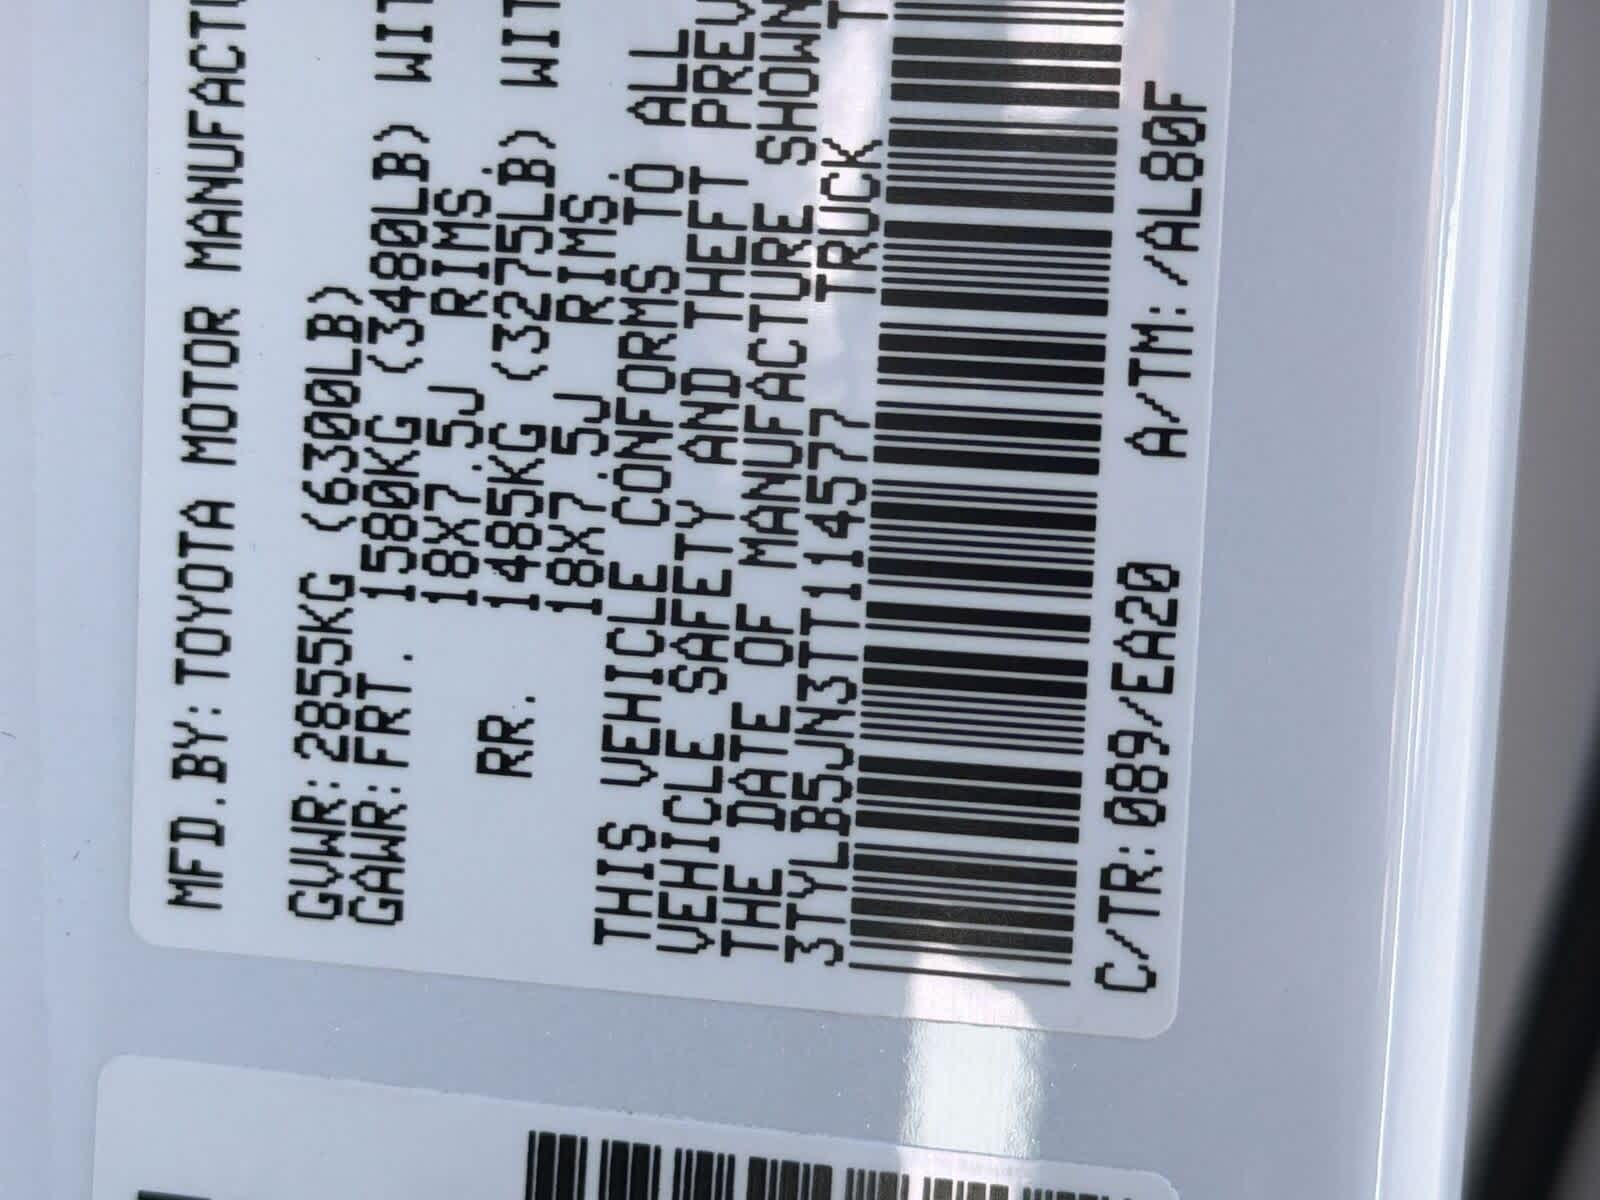 MFD.BY:TOYOTA MOTOR MANUFACTU
GVWR:2855KG (6300LB)
GAWR:FRT. 1580KG (3480LB) WIT
18X7.5J RIMS,
RR. 1485KG (3275LB) WIT
18X7.5J RIMS,
THIS VEHICLE CONFORMS TO ALL
VEHICLE SAFETY AND THEFT PREV
THE DATE OF MANUFACTURE SHOWN
3TYLB5JN3TT114577 TRUCK T
C/TR:089/EA20 A/TM:/AL80F